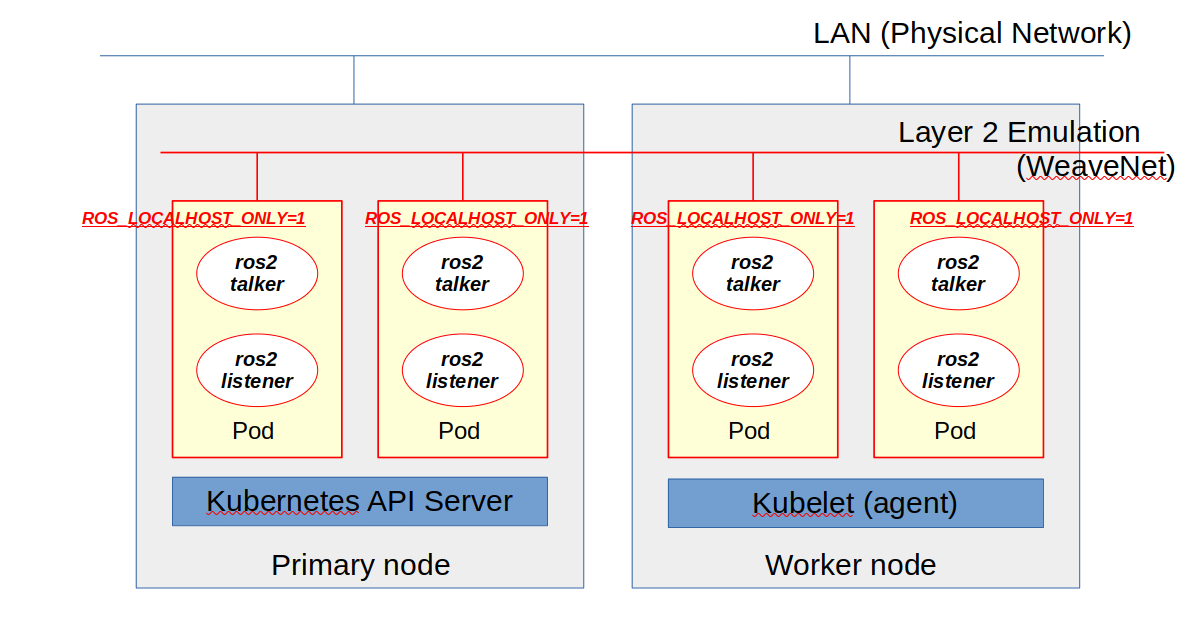 LAN (Physical Network)
Layer 2 Emulation
(WeaveNet)
ROS_LOCALHOST_ONLY=1
ROS_LOCALHOST_ONLY=1
ROS_LOCALHOST_ONLY=1
ROS_LOCALHOST_ONLY=1
ros2
talker
ros2
talker
ros2
talker
ros2
talker
ros2
listener
ros2
listener
ros2
listener
ros2
listener
Pod
Pod
Pod
Pod
Kubernetes API Server
Kubelet (agent)
Primary node
Worker node